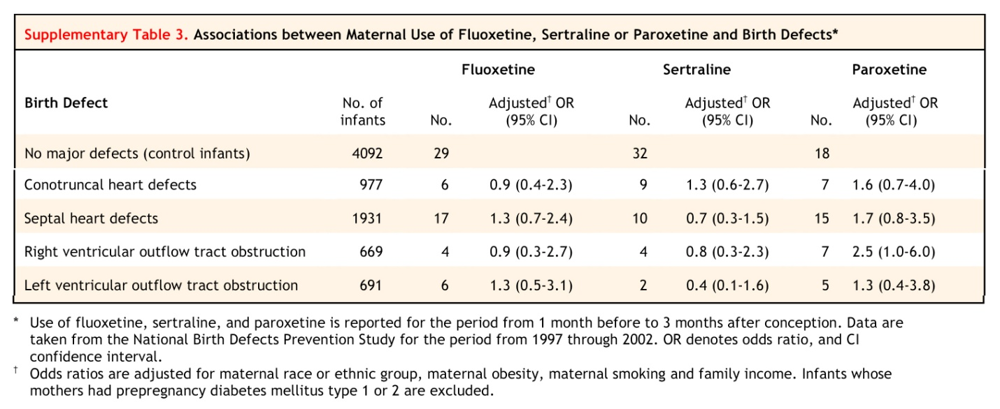 Supplementary Table 3. Associations between Maternal Use of Fluoxetine, Sertraline or Paroxetine and Birth Defects*
Fluoxetine Sertraline Paroxetine
Birth Defect No. of infants No. Adjusted† OR (95% CI) No. Adjusted† OR (95% CI) No. Adjusted† OR (95% CI)
No major defects (control infants) 4092 29 32 18
Conotruncal heart defects 977 6 0.9 (0.4-2.3) 9 1.3 (0.6-2.7) 7 1.6 (0.7-4.0)
Septal heart defects 1931 17 1.3 (0.7-2.4) 10 0.7 (0.3-1.5) 15 1.7 (0.8-3.5)
Right ventricular outflow tract obstruction 669 4 0.9 (0.3-2.7) 4 0.8 (0.3-2.3) 7 2.5 (1.0-6.0)
Left ventricular outflow tract obstruction 691 6 1.3 (0.5-3.1) 2 0.4 (0.1-1.6) 5 1.3 (0.4-3.8)
* Use of fluoxetine, sertraline, and paroxetine is reported for the period from 1 month before to 3 months after conception. Data are
taken from the National Birth Defects Prevention Study for the period from 1997 through 2002. OR denotes odds ratio, and CI
confidence interval.
† Odds ratios are adjusted for maternal race or ethnic group, maternal obesity, maternal smoking and family income. Infants whose
mothers had prepregnancy diabetes mellitus type 1 or 2 are excluded.